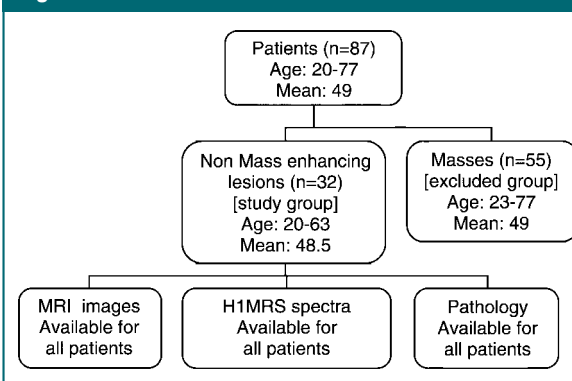 Patients (n=87)
Age: 20-77
Mean: 49
Non Mass enhancing
lesions (n=32)
[study group]
Age: 20-63
Mean: 48.5
Masses (n=55)
[excluded group]
Age: 23-77
Mean: 49
MRI images
Available for
all patients
H1MRS spectra
Available for
all patients
Pathology
Available for
all patients